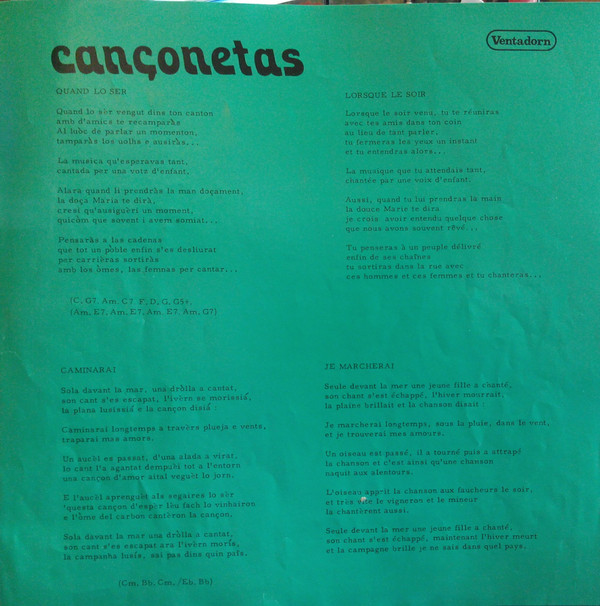 Ventadorn
cançonetas
QUAND LO SER
Quand lo sèr vengut dins ton canton
amb d'amics te recamparàs
Al luòc de parlar un momenton,
tamparàs los uolhs e ausiràs...
La musica qu'esperavas tant,
cantada per una voiz d'enfant.
Alara quand li prendràs la man doçament,
la doça Maria te dirà,
cresi qu'ausiguèri un moment,
quicòm que sovent i avem somiat...
Pensaràs a las cadenas
que tot un pòble enfin s'es desliurat
per carrièras sortiràs
amb los òmes, las femnas per cantar...
(C, G7, Am, C7, F, D, G,
(Am, E7, Am, E7, Am, E7, Am, G7)
LORSQUE LE SOIR
Lorsque le soir venu, tu te réuniras
avec tes amis dans ton coin
au lieu de tant parler,
tu fermeras les yeux un instant
et tu entendras alors...
La musique que tu attendais tant,
chantée par une voix d'enfant.
Aussi, quand tu lui prendras la main
la douce Marie te dira
je crois avoir entendu quelque chose
que nous avons souvent rêvé...
Tu penseras à un peuple délivré
enfin de ses chaînes
tu sortiras dans la rue avec
ces hommes et ces femmes et tu chanteras...
CAMINARAI
Sola davant la mar, una dròlla a cantat,
son cant s'es escapat, l'ivèrn se morissiá,
la plana lusissiá e la cançon disiá :
Caminarai longtemps a travèrs plueja e vents,
traparai mas amors.
Un aucèl es passat, d'una alada a virat,
lo cant l'a agantat dempuèi tot a l'entorn
una cançon d'amor aital veguèt lo jorn.
E l'aucèl aprenguèt als segaires lo sèr
'questa cançon d'esper lèu fach lo vinhairon
e l'òme del carbon cantèron la cançon.
Sola davant la mar una dròlla a cantat,
son cant s'es escapat ara l'ivèrn morís,
la campanha lusís, sai pas dins quin país.
(Cm, Bb, Cm, /Eb, Bb)
JE MARCHERAI
Seule devant la mer une jeune fille a chanté,
son chant s'est échappé, l'hiver mourrait,
la plaine brillait et la chanson disait :
Je marcherai longtemps, sous la pluie, dans le vent,
et je trouverai mes amours.
Un oiseau est passé, il a tourné puis a attrapé
la chanson et c'est ainsi qu'une chanson
naquit aux alentours.
L'oiseau apprit la chanson aux faucheurs le soir,
et très vite le vigneron et le mineur
la chantèrent aussi.
Seule devant la mer une jeune fille a chanté,
son chant s'est échappé, maintenant l'hiver meurt
et la campagne brille je ne sais dans quel pays.